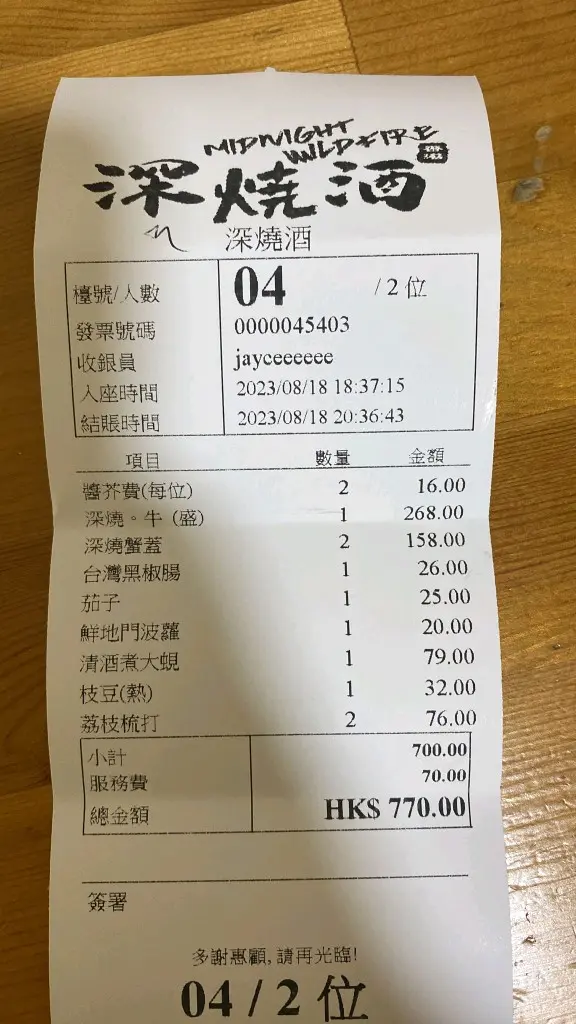 MIDNIGHT
WILDFIRE
深燒酒
深燒酒
檯號/人數 04 / 2 位
發票號碼 0000045403
收銀員 jayceeeeee
入座時間 2023/08/18 18:37:15
結賬時間 2023/08/18 20:36:43
項目 數量 金額
醬芥費(每位) 2 16.00
深燒。牛 (盛) 1 268.00
深燒蟹蓋 2 158.00
台灣黑椒腸 1 26.00
茄子 1 25.00
鮮地門波蘿 1 20.00
清酒煮大蜆 1 79.00
枝豆(熱) 1 32.00
荔枝梳打 2 76.00
小計 700.00
服務費 70.00
總金額 HK$ 770.00
簽署
多謝惠顧, 請再光臨!
04 / 2 位